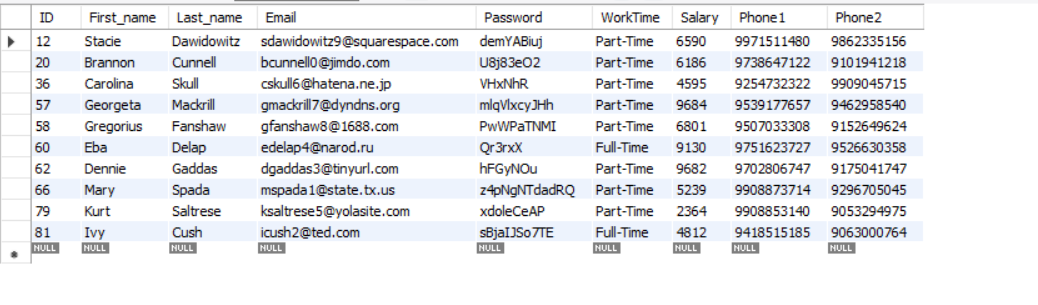 ID First_name Last_name Email Password WorkTime Salary Phone1 Phone2
12 Stacie Dawidowitz sdawidowitz9@squarespace.com demYABiuj Part-Time 6590 9971511480 9862335156
20 Brannon Cunnell bcunnell0@jimdo.com U8j83eO2 Part-Time 6186 9738647122 9101941218
36 Carolina Skull cskull6@hatena.ne.jp VHxNhR Part-Time 4595 9254732322 9909045715
57 Georgeta Mackrill gmackrill7@dyndns.org mlqVlxcyJHh Part-Time 9684 9539177657 9462958540
58 Gregorius Fanshaw gfanshaw8@1688.com PwWPaTNMI Part-Time 6801 9507033308 9152649624
60 Eba Delap edelap4@narod.ru Qr3rxX Full-Time 9130 9751623727 9526630358
62 Dennie Gaddas dgaddas3@tinyurl.com hFGyNOu Part-Time 9682 9702806747 9175041747
66 Mary Spada mspada1@state.tx.us z4pNgNTdadRQ Part-Time 5239 9908873714 9296705045
79 Kurt Saltrese ksaltrese5@yolasite.com xdoleCeAP Part-Time 2364 9908853140 9053294975
81 Ivy Cush icush2@ted.com sBjaIJSo7TE Full-Time 4812 9418515185 9063000764
NULL NULL NULL NULL NULL NULL NULL NULL NULL